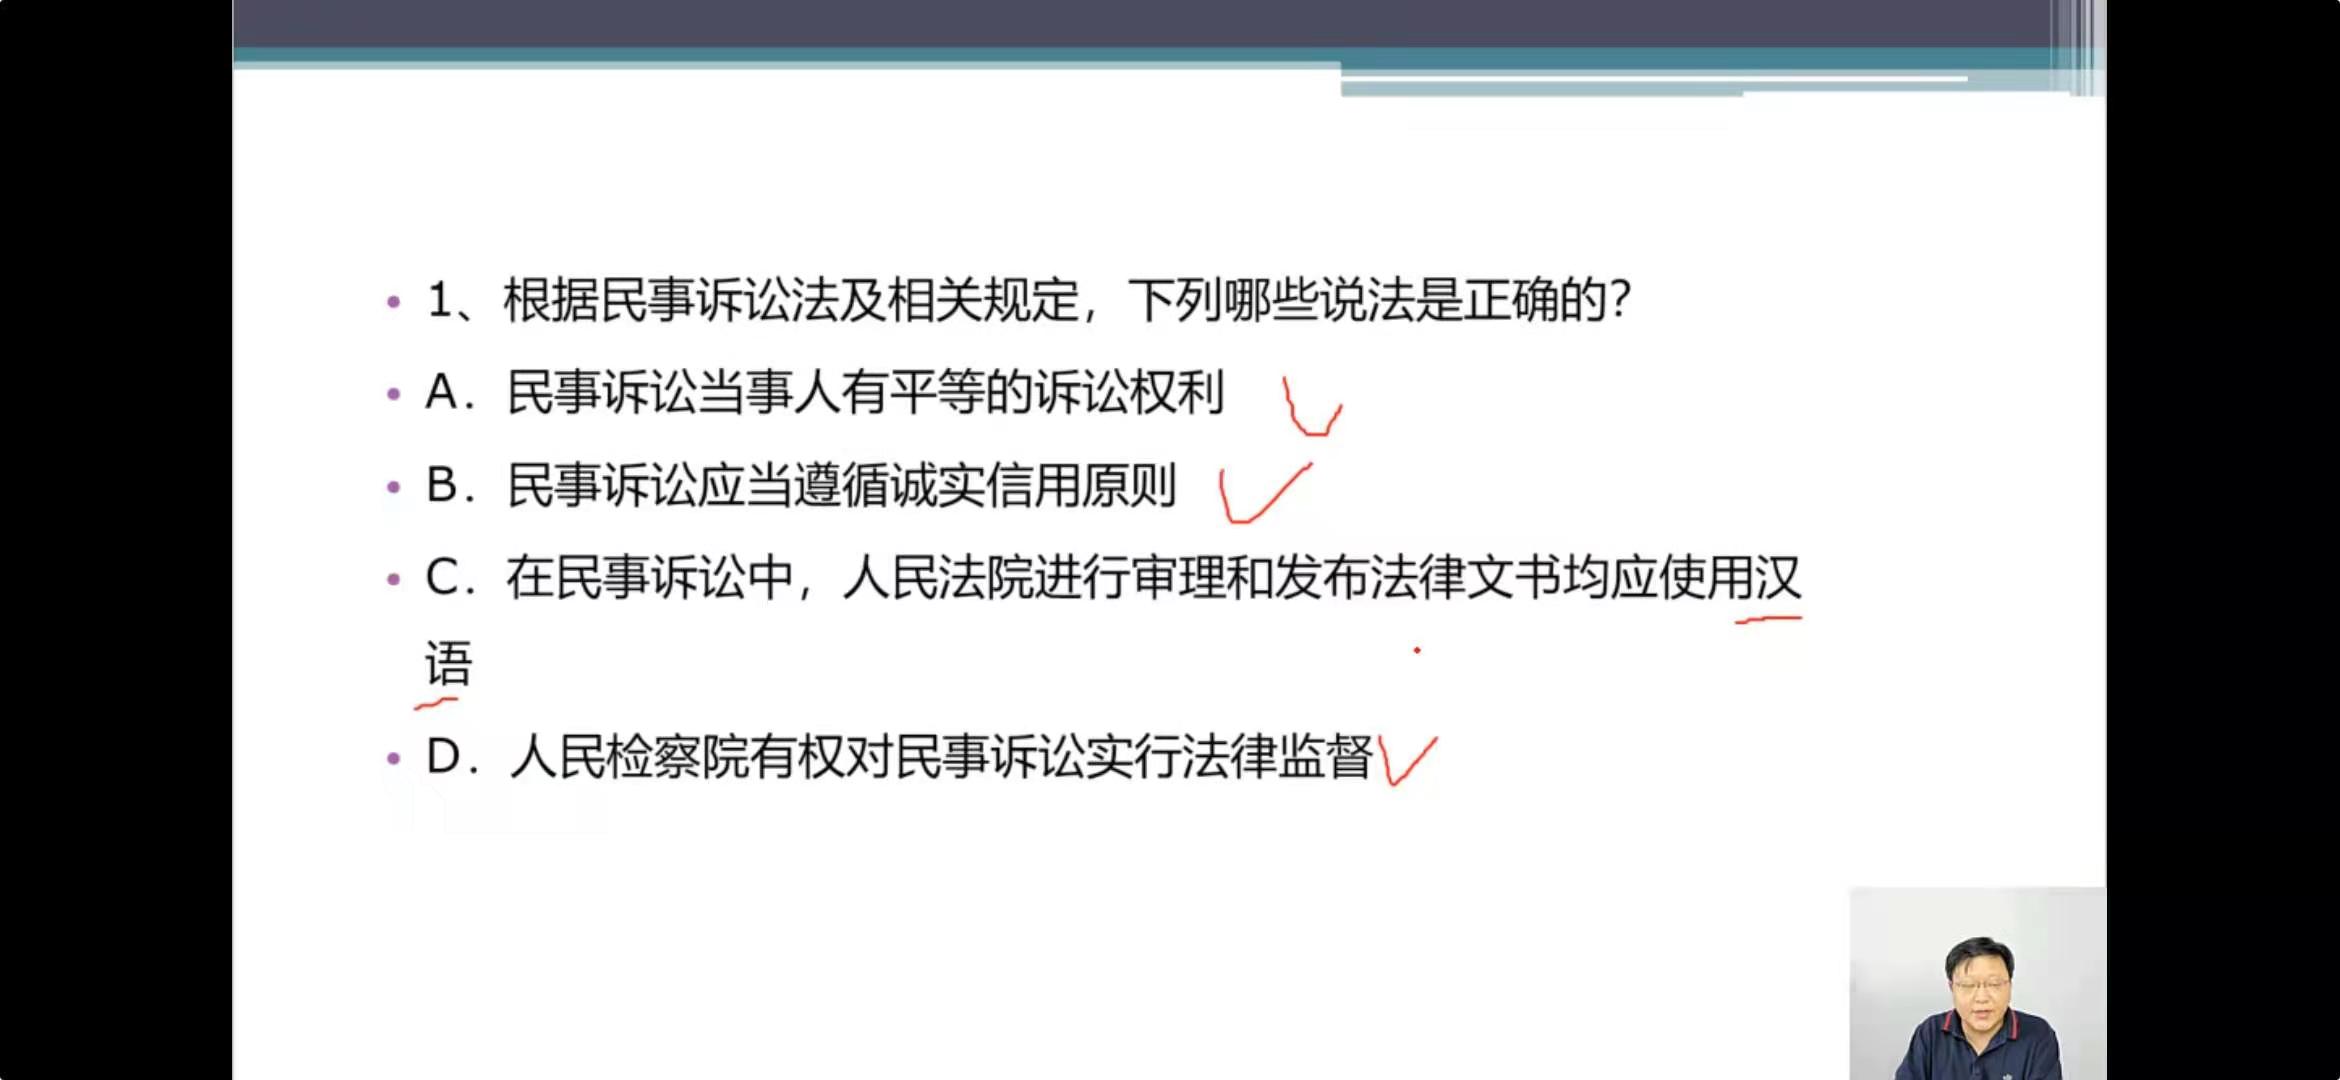 1、根据民事诉讼法及相关规定，下列哪些说法是正确的?
A．民事诉讼当事人有平等的诉讼权利
B．民事诉讼应当遵循诚实信用原则
C．在民事诉讼中，人民法院进行审理和发布法律文书均应使用汉
语
D．人民检察院有权对民事诉讼实行法律监督